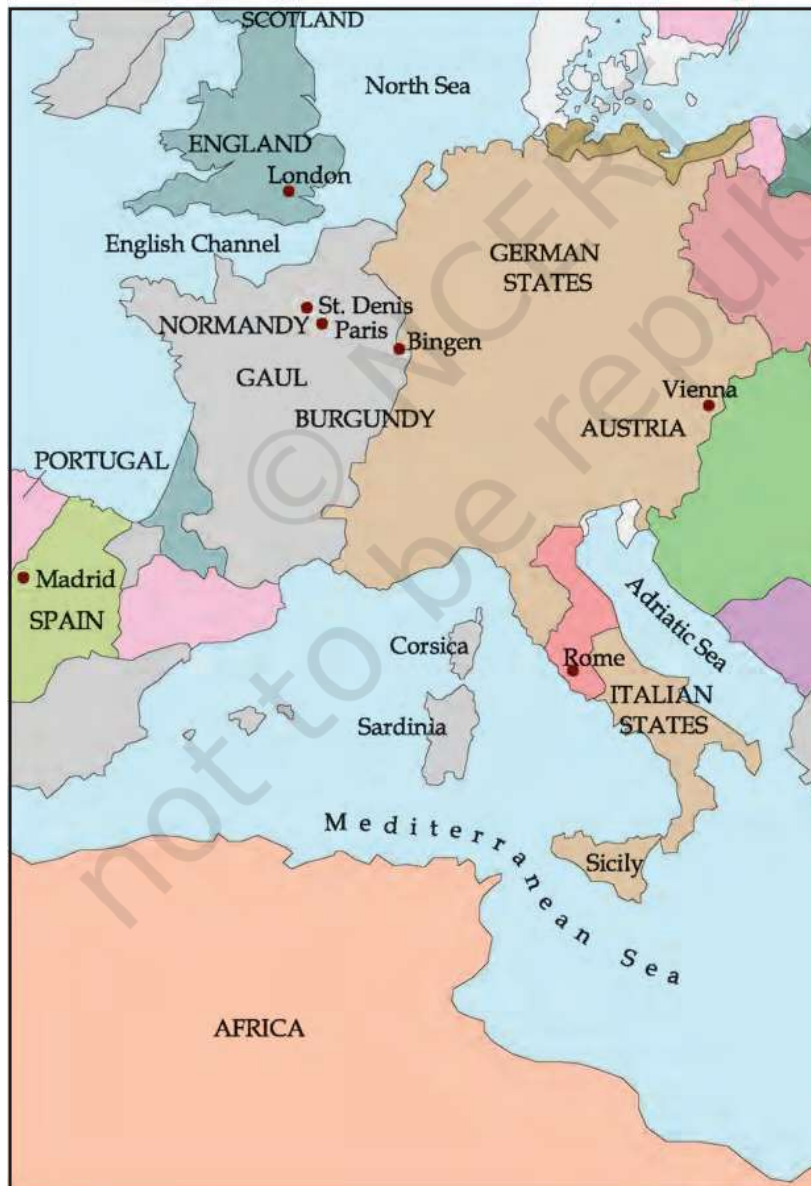 SCOTLAND
North Sea
ENGLAND
London
English Channel
GERMAN
STATES
St. Denis
NORMANDY
Paris
Bingen
GAUL
Vienna
BURGUNDY
AUSTRIA
PORTUGAL
Madrid
SPAIN
Adriatic Sea
Corsica
Rome
ITALIAN
STATES
Sardinia
Mediterranean Sea
Sicily
AFRICA
© NCERT
not to be republi